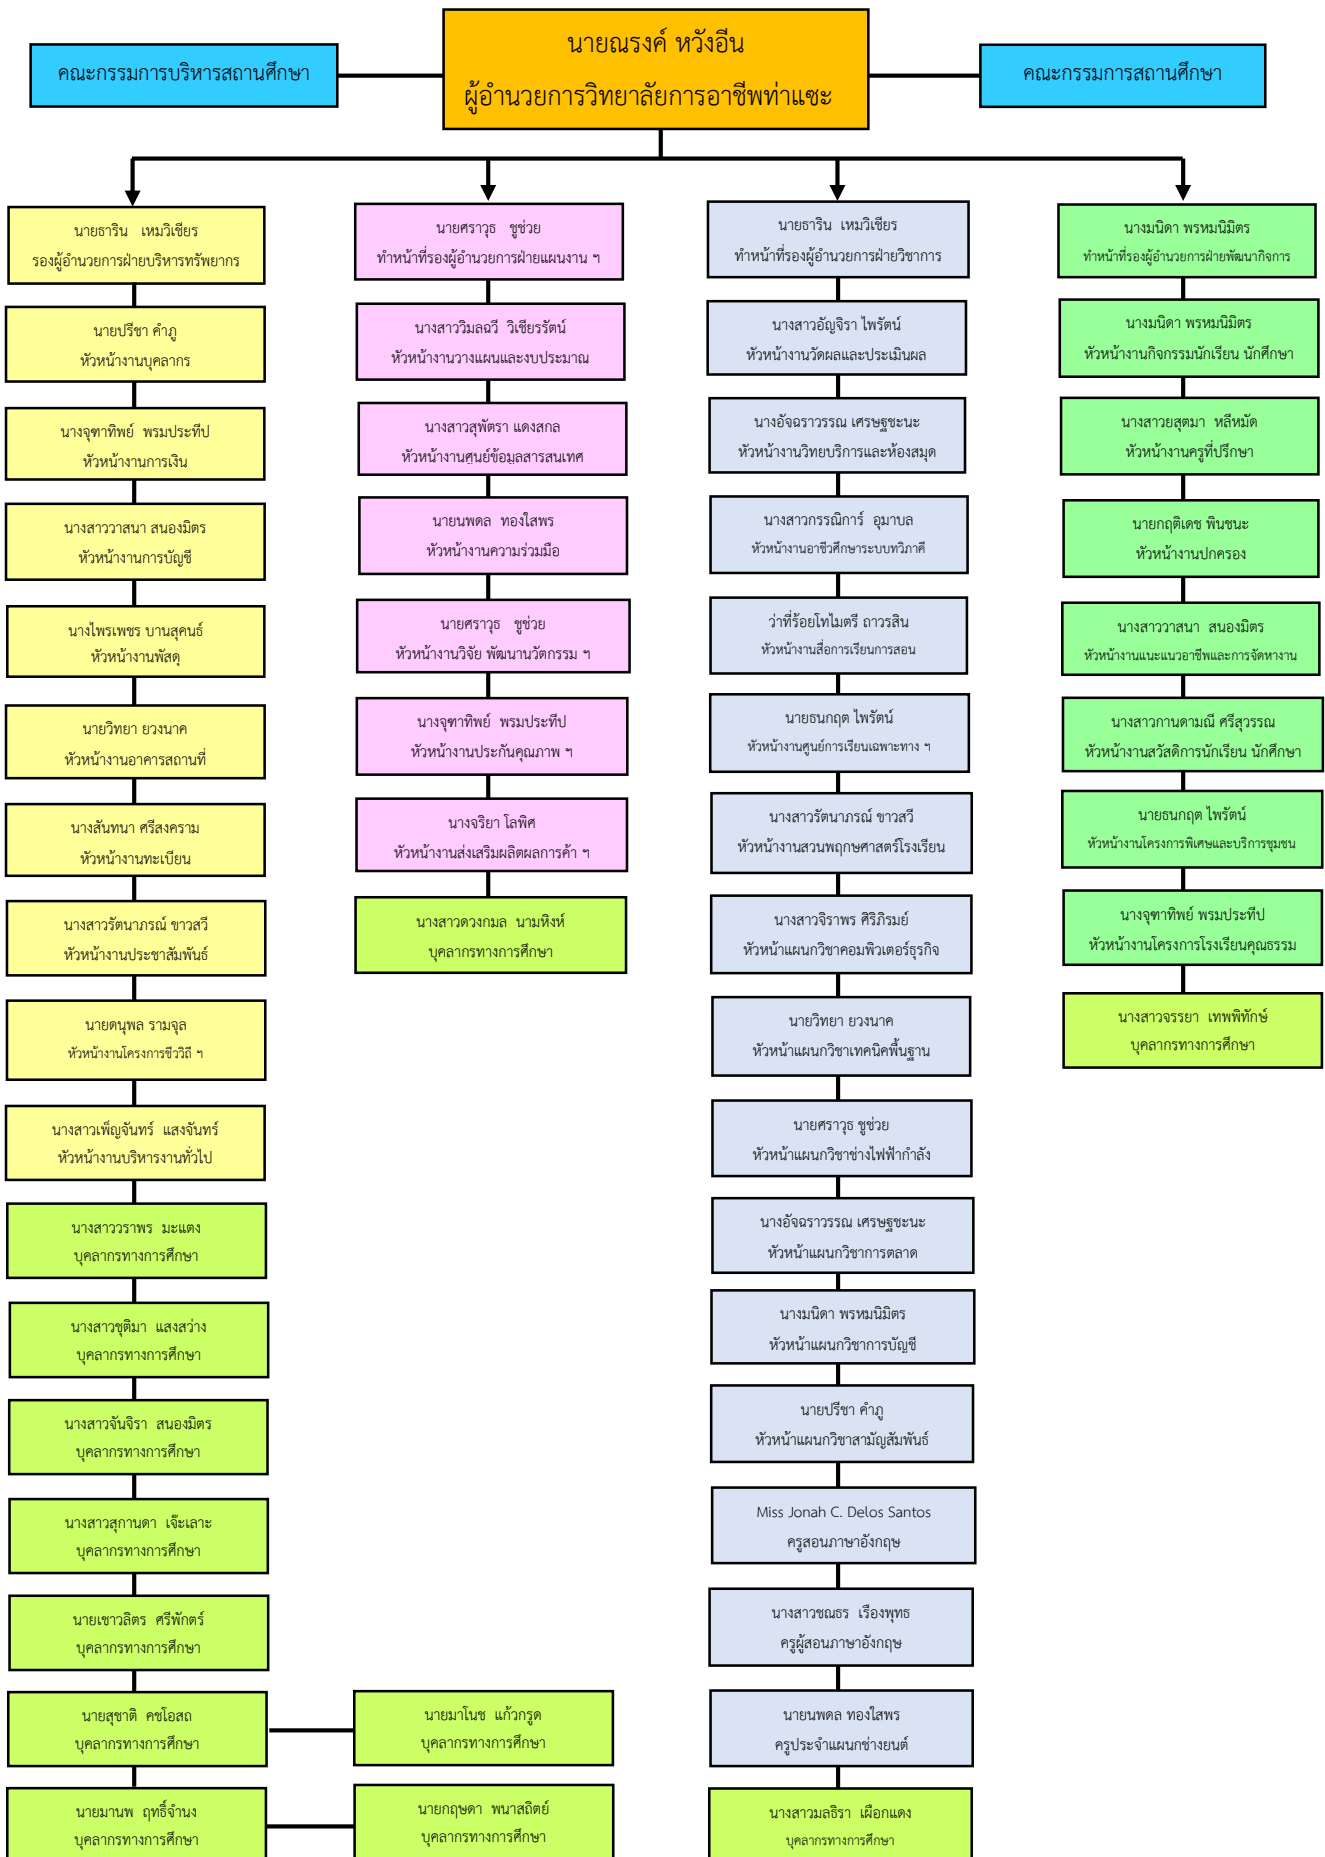 นายณรงค์ หวังอีน
ผู้อำนวยการวิทยาลัยการอาชีพท่าแซะ
คณะกรรมการบริหารสถานศึกษา
คณะกรรมการสถานศึกษา
นายธาริน เหมวิเชียร
รองผู้อำนวยการฝ่ายบริหารทรัพยากร
นายปรีชา คำภู
หัวหน้างานบุคลากร
นางจุฑาทิพย์ พรมประทีป
หัวหน้างานการเงิน
นางสาววาสนา สนองมิตร
หัวหน้างานการบัญชี
นางไพรเพชร บานสุคนธ์
หัวหน้างานพัสดุ
นายวิทยา ยวงนาค
หัวหน้างานอาคารสถานที่
นางสันทนา ศรีสงคราม
หัวหน้างานทะเบียน
นางสาวรัตนาภรณ์ ขาวสวี
หัวหน้างานประชาสัมพันธ์
นายดนุพล รามจุล
หัวหน้างานโครงการชีววิถี ฯ
นางสาวเพ็ญจันทร์ แสงจันทร์
หัวหน้างานบริหารงานทั่วไป
นางสาววราพร มะแตง
บุคลากรทางการศึกษา
นางสาวชุติมา แสงสว่าง
บุคลากรทางการศึกษา
นางสาวจันจิรา สนองมิตร
บุคลากรทางการศึกษา
นางสาวสุกานดา เจ๊ะเลาะ
บุคลากรทางการศึกษา
นายเชาวลิตร ศรีพักตร์
บุคลากรทางการศึกษา
นายสุชาติ คชโอสถ
บุคลากรทางการศึกษา
นายมานพ ฤทธิ์จำนง
บุคลากรทางการศึกษา
นายศราวุธ ชูช่วย
ทำหน้าที่รองผู้อำนวยการฝ่ายแผนงาน ฯ
นางสาววิมลฉวี วิเชียรรัตน์
หัวหน้างานวางแผนและงบประมาณ
นางสาวสุพัตรา แดงสกล
หัวหน้างานศูนย์ข้อมูลสารสนเทศ
นายนพดล ทองใสพร
หัวหน้างานความร่วมมือ
นายศราวุธ ชูช่วย
หัวหน้างานวิจัย พัฒนานวัตกรรม ฯ
นางจุฑาทิพย์ พรมประทีป
หัวหน้างานประกันคุณภาพ ฯ
นางจริยา โลพิศ
หัวหน้างานส่งเสริมผลิตผลการค้า ฯ
นางสาวดวงกมล นามหิงห์
บุคลากรทางการศึกษา
นายมาโนช แก้วกรูด
บุคลากรทางการศึกษา
นายกฤษดา พนาสถิตย์
บุคลากรทางการศึกษา
นายธาริน เหมวิเชียร
ทำหน้าที่รองผู้อำนวยการฝ่ายวิชาการ
นางสาวอัญจิรา ไพรัตน์
หัวหน้างานวัดผลและประเมินผล
นางอัจฉราวรรณ เศรษฐชะนะ
หัวหน้างานวิทยบริการและห้องสมุด
นางสาวกรรณิการ์ อุมาบล
หัวหน้างานอาชีวศึกษาระบบทวิภาคี
ว่าที่ร้อยโทไมตรี ถาวรสิน
หัวหน้างานสื่อการเรียนการสอน
นายธนกฤต ไพรัตน์
หัวหน้างานศูนย์การเรียนเฉพาะทาง ฯ
นางสาวรัตนาภรณ์ ขาวสวี
หัวหน้างานสวนพฤกษศาสตร์โรงเรียน
นางสาวจิราพร ศิริภิรมย์
หัวหน้าแผนกวิชาคอมพิวเตอร์ธุรกิจ
นายวิทยา ยวงนาค
หัวหน้าแผนกวิชาเทคนิคพื้นฐาน
นายศราวุธ ชูช่วย
หัวหน้าแผนกวิชาช่างไฟฟ้ากำลัง
นางอัจฉราวรรณ เศรษฐชะนะ
หัวหน้าแผนกวิชาการตลาด
นางมนิดา พรหมนิมิตร
หัวหน้าแผนกวิชาการบัญชี
นายปรีชา คำภู
หัวหน้าแผนกวิชาสามัญสัมพันธ์
Miss Jonah C. Delos Santos
ครูสอนภาษาอังกฤษ
นางสาวชณธร เรืองพุทธ
ครูผู้สอนภาษาอังกฤษ
นายนพดล ทองใสพร
ครูประจำแผนกช่างยนต์
นางสาวมลธิรา เผือกแดง
บุคลากรทางการศึกษา
นางมนิดา พรหมนิมิตร
ทำหน้าที่รองผู้อำนวยการฝ่ายพัฒนากิจการ
นางมนิดา พรหมนิมิตร
หัวหน้างานกิจกรรมนักเรียน นักศึกษา
นางสาวยสุตมา หลีหมัด
หัวหน้างานครูที่ปรึกษา
นายกฤติเดช พินชนะ
หัวหน้างานปกครอง
นางสาววาสนา สนองมิตร
หัวหน้างานแนะแนวอาชีพและการจัดหางาน
นางสาวกานดามณี ศรีสุวรรณ
หัวหน้างานสวัสดิการนักเรียน นักศึกษา
นายธนกฤต ไพรัตน์
หัวหน้างานโครงการพิเศษและบริการชุมชน
นางจุฑาทิพย์ พรมประทีป
หัวหน้างานโครงการโรงเรียนคุณธรรม
นางสาวจรรยา เทพพิทักษ์
บุคลากรทางการศึกษา